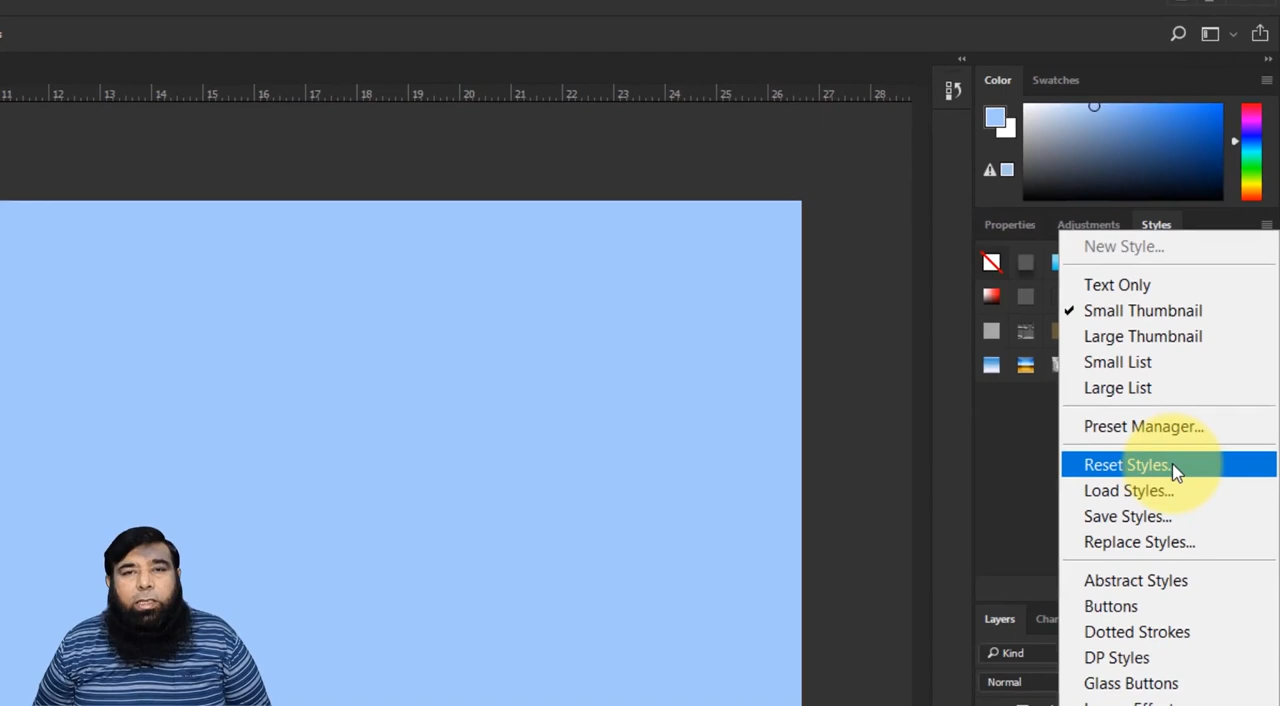 11 12 13 14 15 16 17 18 19 20 21 22 23 24 25 26 27 28
Color Swatches
Properties Adjustments Styles
New Style...
Text Only
Small Thumbnail
Large Thumbnail
Small List
Large List
Preset Manager...
Reset Styles...
Load Styles...
Save Styles...
Replace Styles...
Abstract Styles
Buttons
Dotted Strokes
DP Styles
Glass Buttons
Layers Cha
Kind
Normal